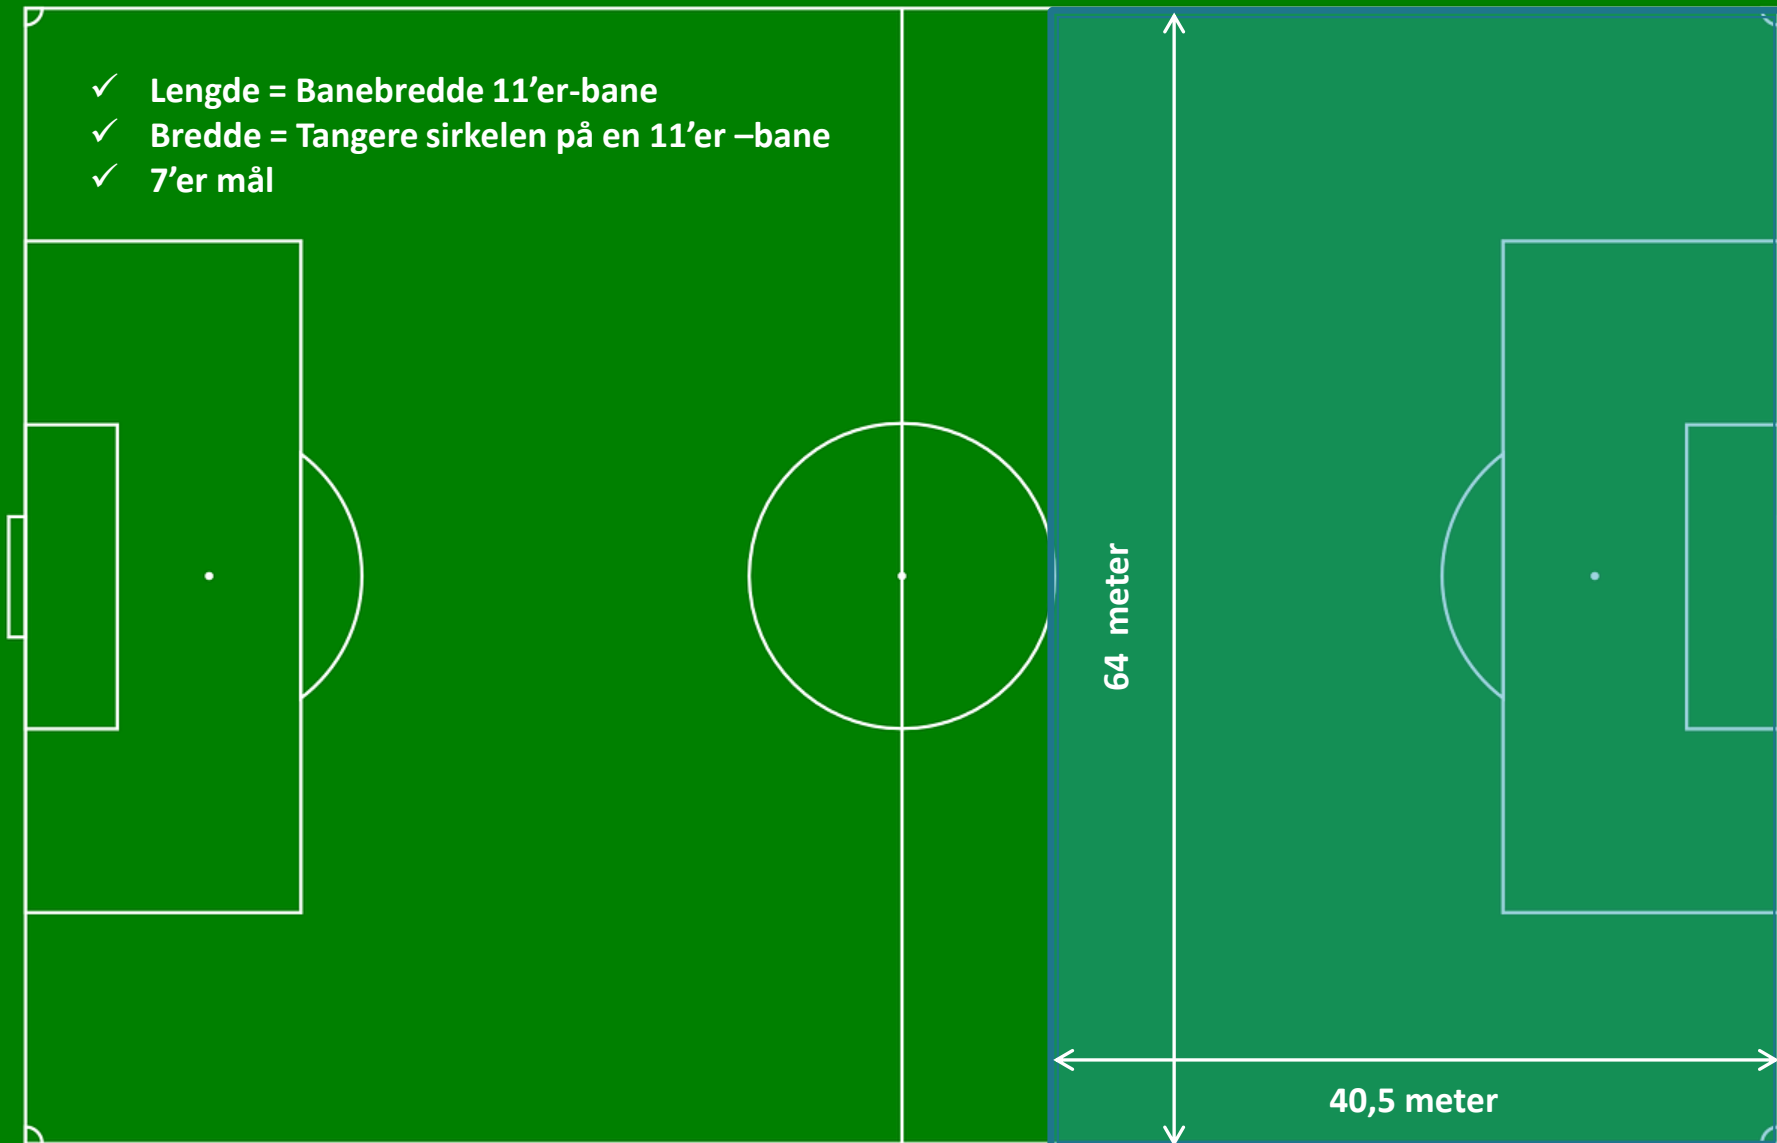 ✓ Lengde = Banebredde 11’er-bane
✓ Bredde = Tangere sirkelen på en 11’er –bane
✓ 7’er mål
64 meter
40,5 meter